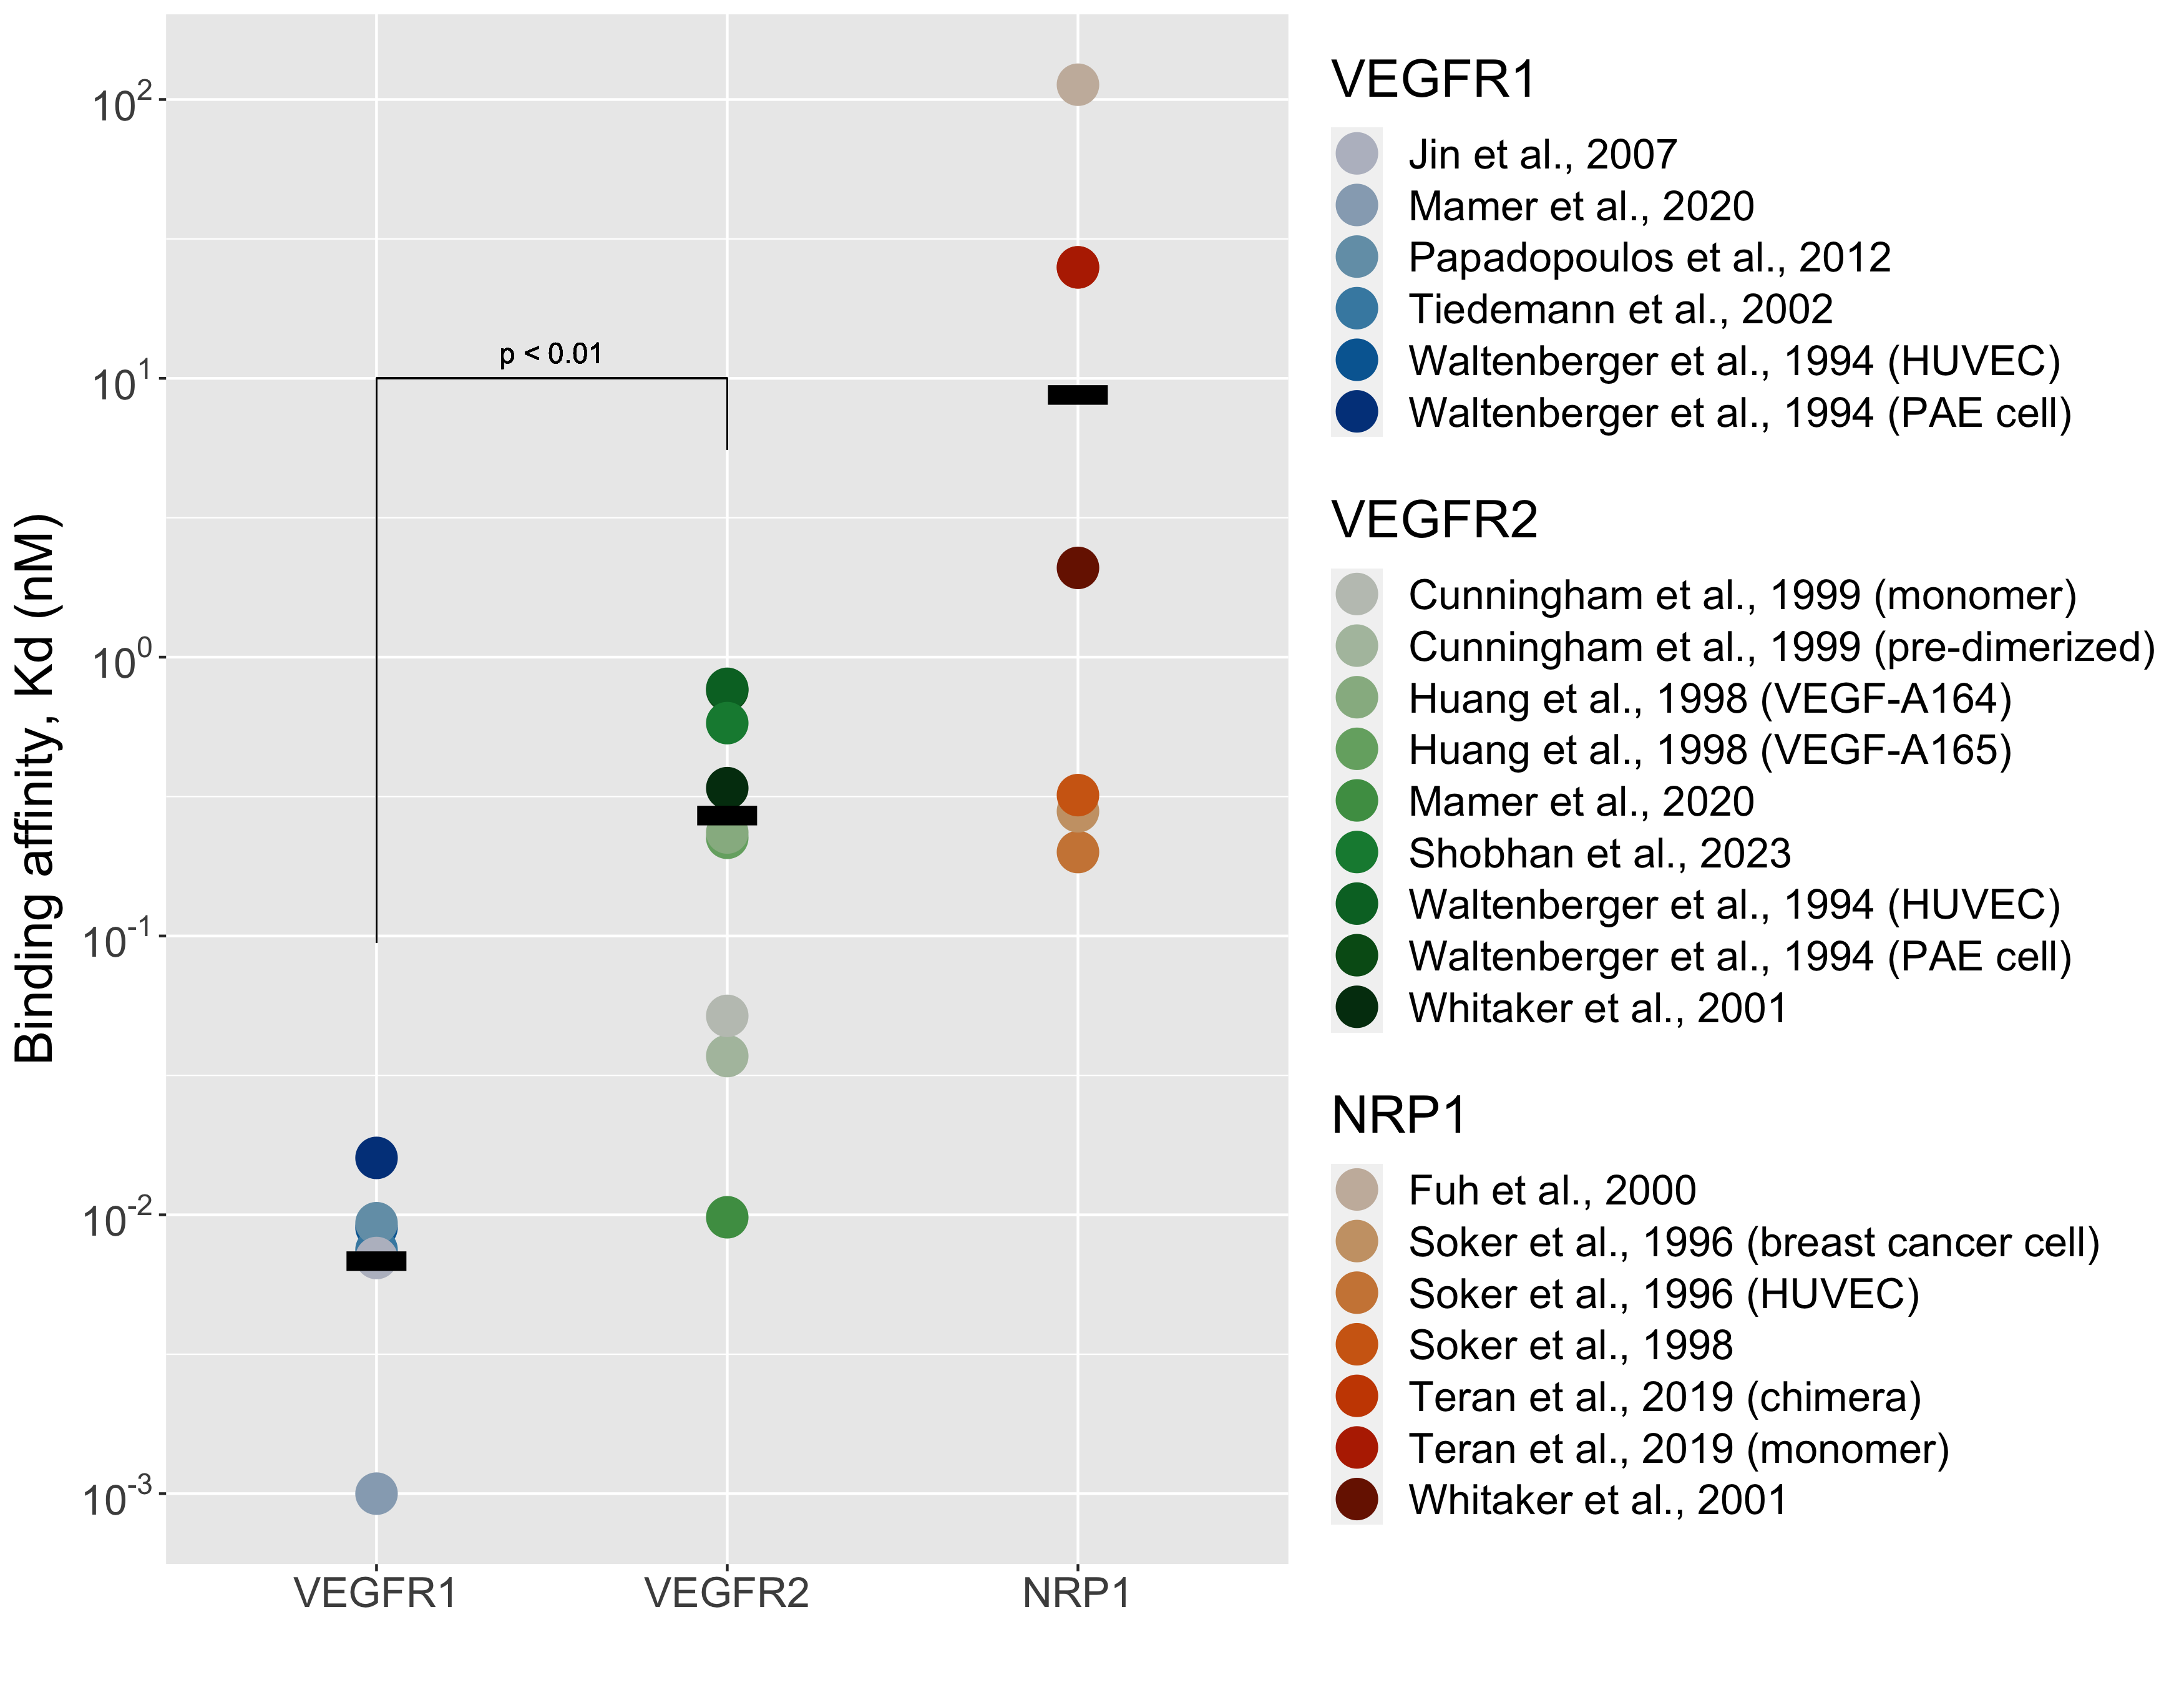 Binding affinity, Kd (nM)
10²
10¹
10⁰
10⁻¹
10⁻²
10⁻³
p < 0.01
VEGFR1
VEGFR2
NRP1
VEGFR1
Jin et al., 2007
Mamer et al., 2020
Papadopoulos et al., 2012
Tiedemann et al., 2002
Waltenberger et al., 1994 (HUVEC)
Waltenberger et al., 1994 (PAE cell)
VEGFR2
Cunningham et al., 1999 (monomer)
Cunningham et al., 1999 (pre-dimerized)
Huang et al., 1998 (VEGF-A164)
Huang et al., 1998 (VEGF-A165)
Mamer et al., 2020
Shobhan et al., 2023
Waltenberger et al., 1994 (HUVEC)
Waltenberger et al., 1994 (PAE cell)
Whitaker et al., 2001
NRP1
Fuh et al., 2000
Soker et al., 1996 (breast cancer cell)
Soker et al., 1996 (HUVEC)
Soker et al., 1998
Teran et al., 2019 (chimera)
Teran et al., 2019 (monomer)
Whitaker et al., 2001